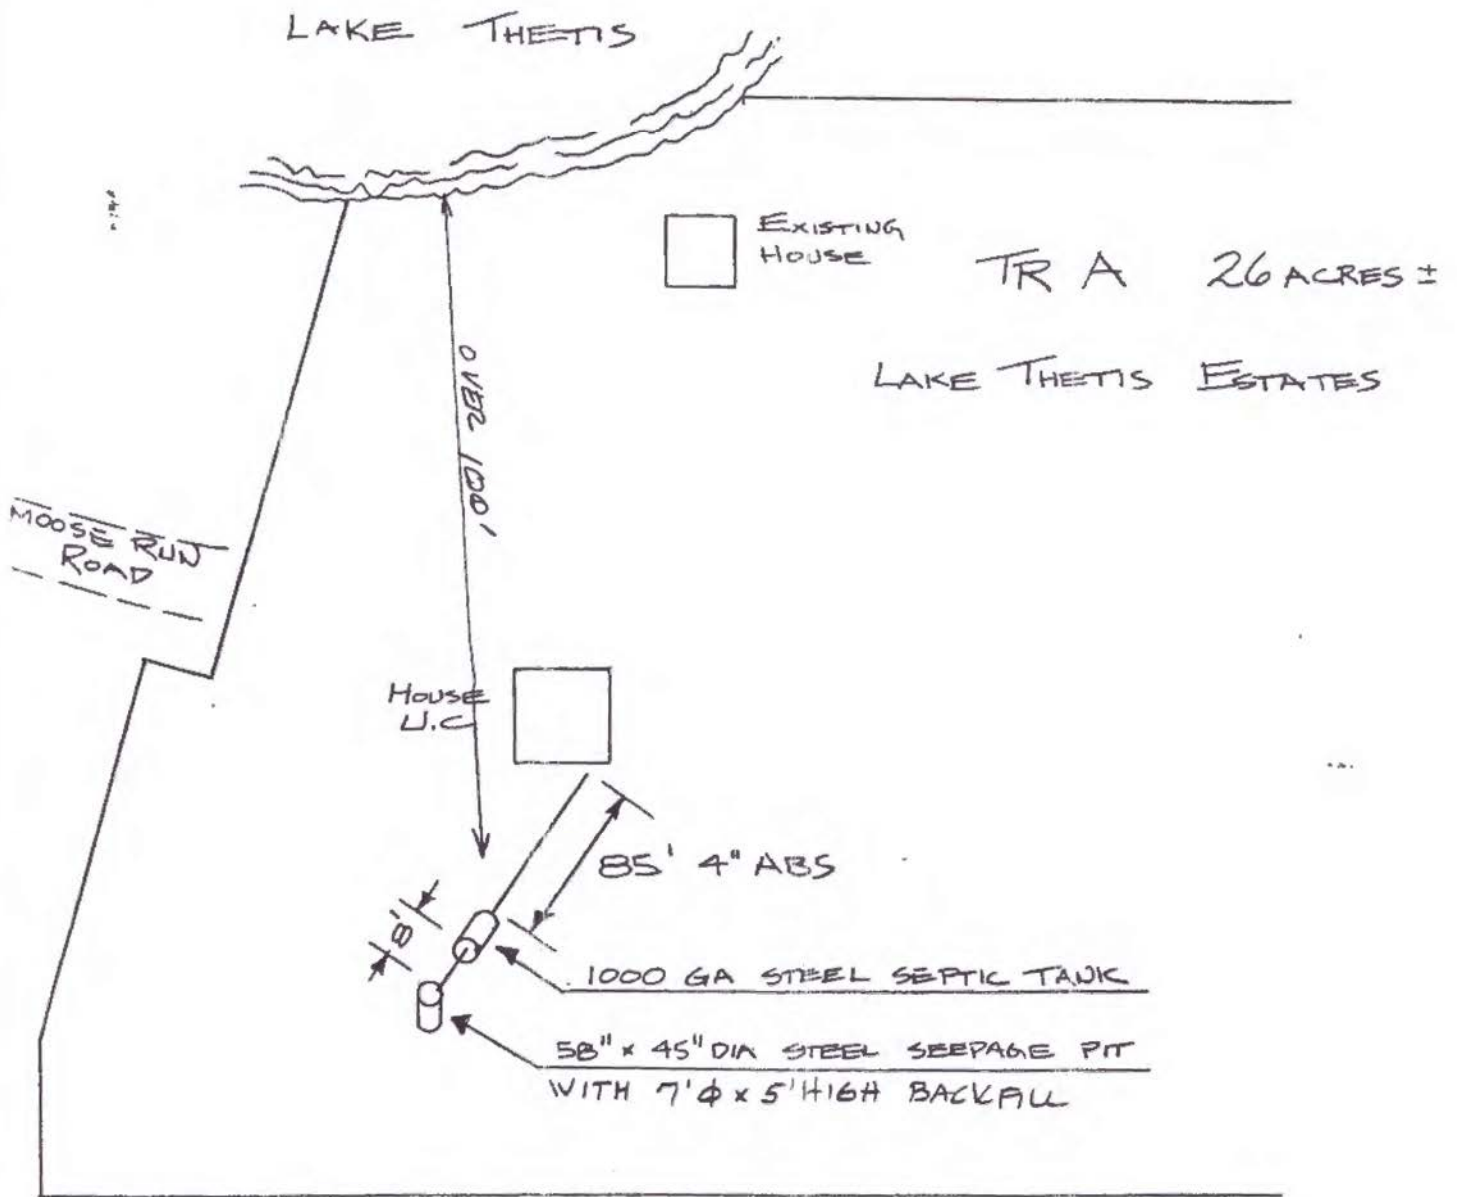 LAKE THETIS
EXISTING
HOUSE
TR A 26 ACRES ±
LAKE THETIS ESTATES
OVER 100'
MOOSE RUN
ROAD
HOUSE
U.C
85' 4" ABS
8'
1000 GA STEEL SEPTIC TANK
58" x 45" DIA STEEL SEEPAGE PIT
WITH 7'ϕ x 5' HIGH BACKFILL